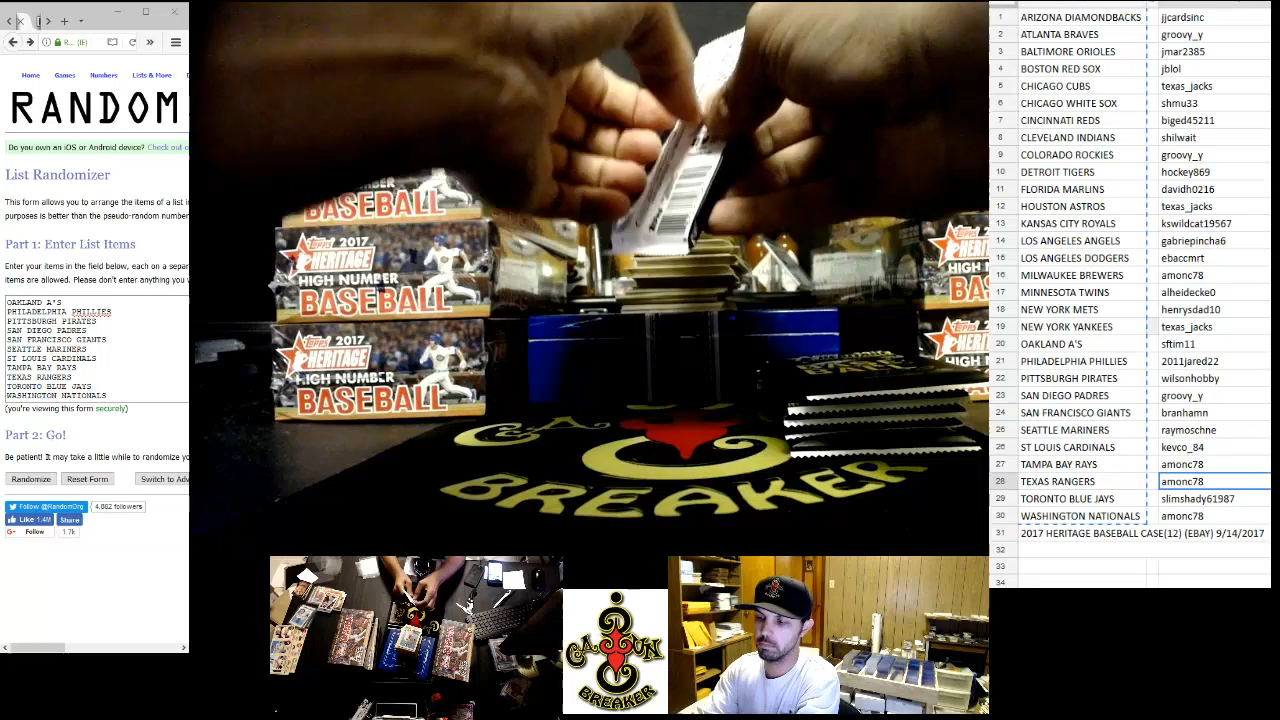 R... (IE)
Home Games Numbers Lists & More
RANDOM
Do you own an iOS or Android device? Check out o
List Randomizer
This form allows you to arrange the items of a list in
purposes is better than the pseudo-random number
Part 1: Enter List Items
Enter your items in the field below, each on a separ
items are allowed. Please don't enter anything you w
OAKLAND A'S
PHILADELPHIA PHILLIES
PITTSBURGH PIRATES
SAN DIEGO PADRES
SAN FRANCISCO GIANTS
SEATTLE MARINERS
ST LOUIS CARDINALS
TAMPA BAY RAYS
TEXAS RANGERS
TORONTO BLUE JAYS
WASHINGTON NATIONALS
(you're viewing this form securely)
Part 2: Go!
Be patient! It may take a little while to randomize yo
Randomize Reset Form Switch to Adv
Follow @RandomOrg 4,882 followers
Like 1.4M Share
Follow 1.7k
BASEBALL
Topps 2017
HERITAGE
HIGH NUMBER
BASEBALL
Topps 2017
HERITAGE
HIGH NUMBER
BASEBALL
CAJUN
BREAKER
CAJUN
BREAKER
1 ARIZONA DIAMONDBACKS jjcardsinc
2 ATLANTA BRAVES groovy_y
3 BALTIMORE ORIOLES jmar2385
4 BOSTON RED SOX jblol
5 CHICAGO CUBS texas_jacks
6 CHICAGO WHITE SOX shmu33
7 CINCINNATI REDS biged45211
8 CLEVELAND INDIANS shilwait
9 COLORADO ROCKIES groovy_y
10 DETROIT TIGERS hockey869
11 FLORIDA MARLINS davidh0216
12 HOUSTON ASTROS texas_jacks
13 KANSAS CITY ROYALS kswildcat19567
14 LOS ANGELES ANGELS gabriepincha6
15 LOS ANGELES DODGERS ebaccmrt
16 MILWAUKEE BREWERS amonc78
17 MINNESOTA TWINS alheidecke0
18 NEW YORK METS henrysdad10
19 NEW YORK YANKEES texas_jacks
20 OAKLAND A'S sftim11
21 PHILADELPHIA PHILLIES 2011jared22
22 PITTSBURGH PIRATES wilsonhobby
23 SAN DIEGO PADRES groovy_y
24 SAN FRANCISCO GIANTS branhamn
25 SEATTLE MARINERS raymoschne
26 ST LOUIS CARDINALS kevco_84
27 TAMPA BAY RAYS amonc78
28 TEXAS RANGERS amonc78
29 TORONTO BLUE JAYS slimshady61987
30 WASHINGTON NATIONALS amonc78
31 2017 HERITAGE BASEBALL CASE(12) (EBAY) 9/14/2017
32
33
34